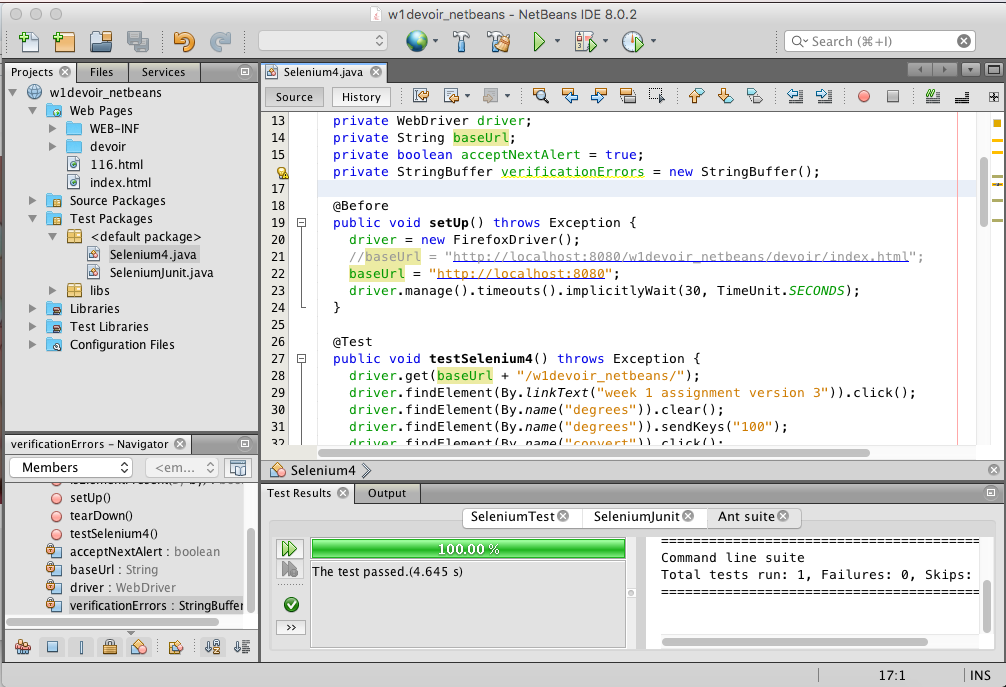 w1devoir_netbeans - NetBeans IDE 8.0.2
Search (⌘+I)
Projects Files Services
w1devoir_netbeans
Web Pages
WEB-INF
devoir
116.html
index.html
Source Packages
Test Packages
<default package>
Selenium4.java
SeleniumJunit.java
libs
Libraries
Test Libraries
Configuration Files
Selenium4.java
Source History
13 private WebDriver driver;
14 private String baseUrl;
15 private boolean acceptNextAlert = true;
private StringBuffer verificationErrors = new StringBuffer();
17
18 @Before
19 public void setUp() throws Exception {
20 driver = new FirefoxDriver();
21 //baseUrl = "http://localhost:8080/w1devoir_netbeans/devoir/index.html";
22 baseUrl = "http://localhost:8080";
23 driver.manage().timeouts().implicitlyWait(30, TimeUnit.SECONDS);
24 }
25
26 @Test
27 public void testSelenium4() throws Exception {
28 driver.get(baseUrl + "/w1devoir_netbeans/");
29 driver.findElement(By.linkText("week 1 assignment version 3")).click();
30 driver.findElement(By.name("degrees")).clear();
31 driver.findElement(By.name("degrees")).sendKeys("100");
32 driver.findElement(By.name("convert")).click();
Selenium4
verificationErrors - Navigator
Members <em...
setUp()
tearDown()
testSelenium4()
acceptNextAlert : boolean
baseUrl : String
driver : WebDriver
verificationErrors : StringBuffer
Test Results Output
SeleniumTest SeleniumJunit Ant suite
100.00 %
The test passed.(4.645 s)
>>
===========================================
Command line suite
Total tests run: 1, Failures: 0, Skips:
===========================================
17:1 INS